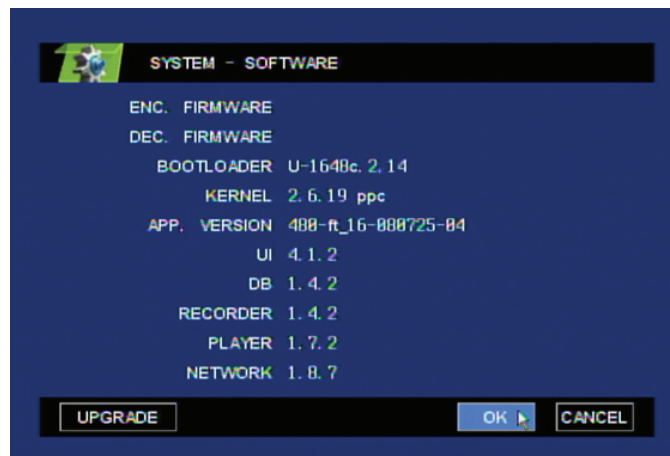 SYSTEM - SOFTWARE
ENC. FIRMWARE
DEC. FIRMWARE
BOOTLOADER U-1648c.2.14
KERNEL 2.6.19 ppc
APP. VERSION 480-ft_16-080725-04
UI 4.1.2
DB 1.4.2
RECORDER 1.4.2
PLAYER 1.7.2
NETWORK 1.8.7
UPGRADE OK CANCEL